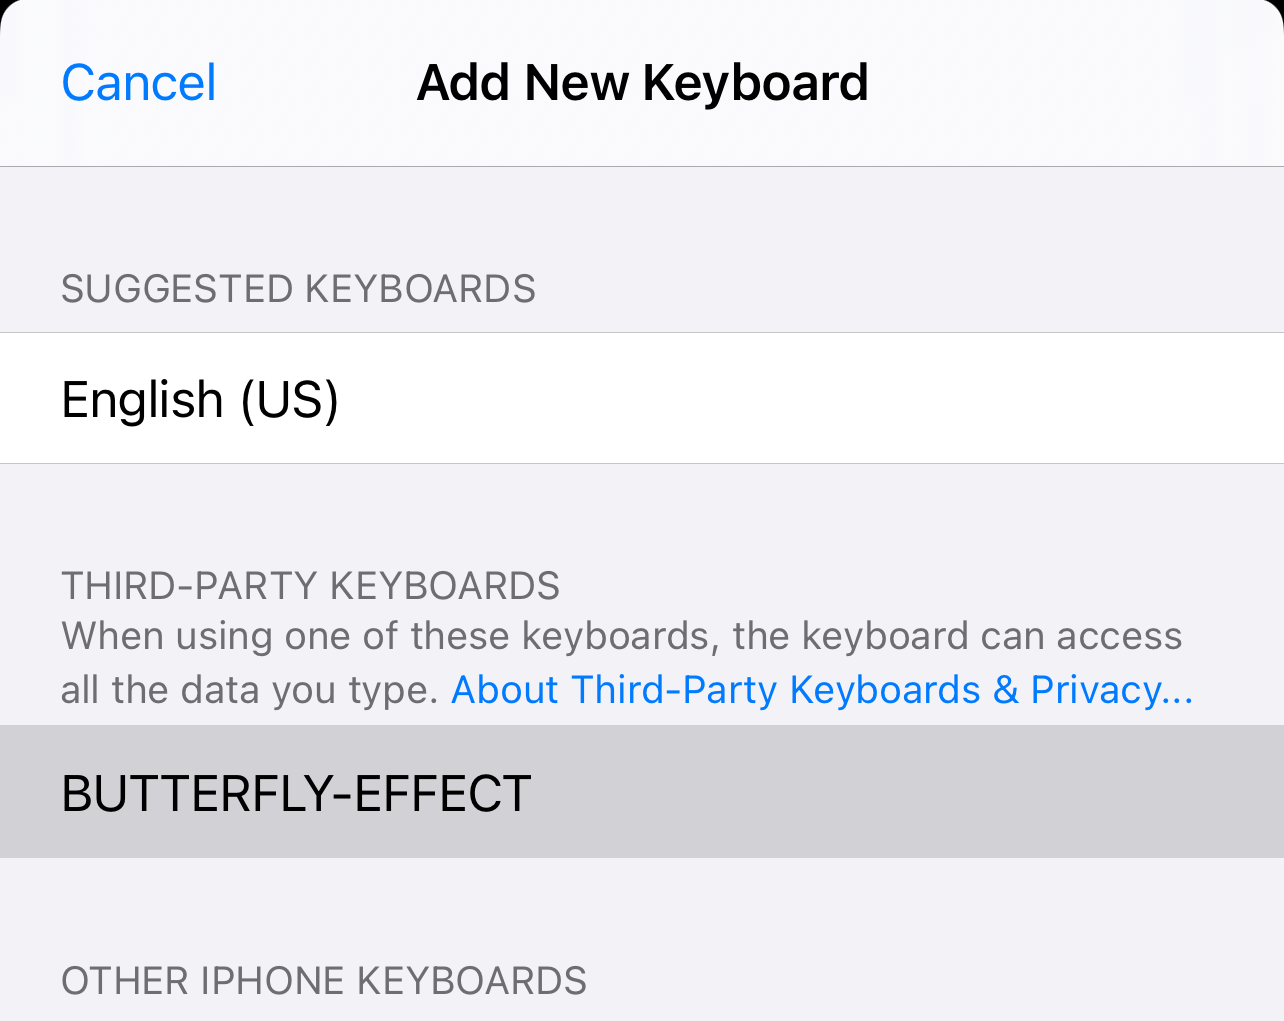 Cancel
Add New Keyboard
SUGGESTED KEYBOARDS
English (US)
THIRD-PARTY KEYBOARDS
When using one of these keyboards, the keyboard can access
all the data you type. About Third-Party Keyboards & Privacy...
BUTTERFLY-EFFECT
OTHER IPHONE KEYBOARDS